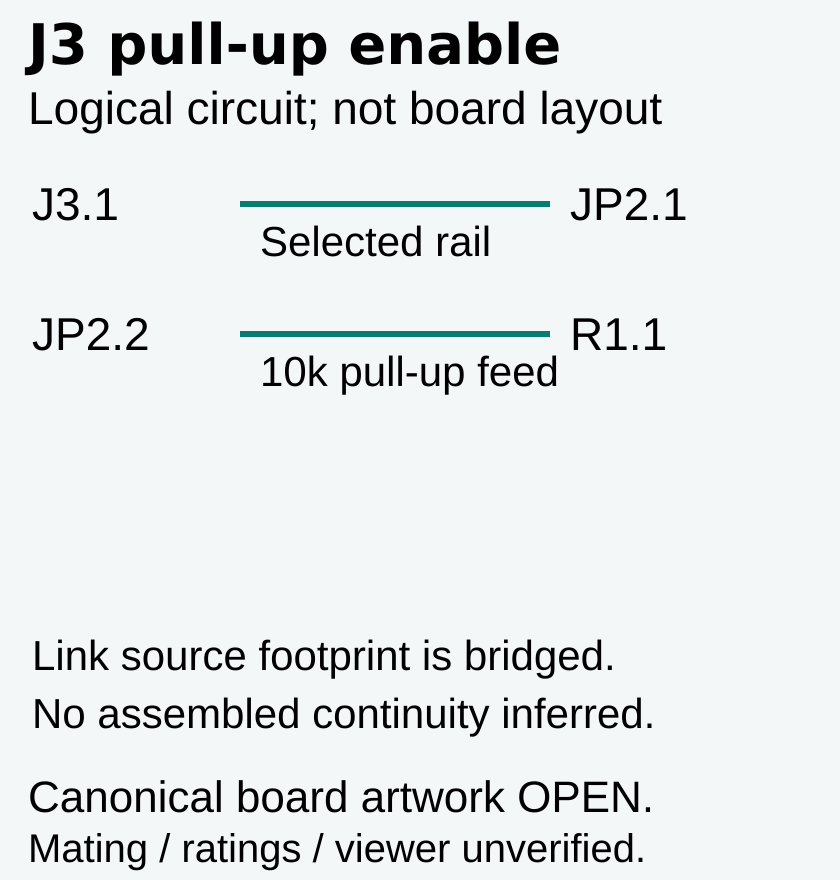 J3 pull-up enable
Logical circuit; not board layout
J3.1 JP2.1
Selected rail
JP2.2 R1.1
10k pull-up feed
Link source footprint is bridged.
No assembled continuity inferred.
Canonical board artwork OPEN.
Mating / ratings / viewer unverified.